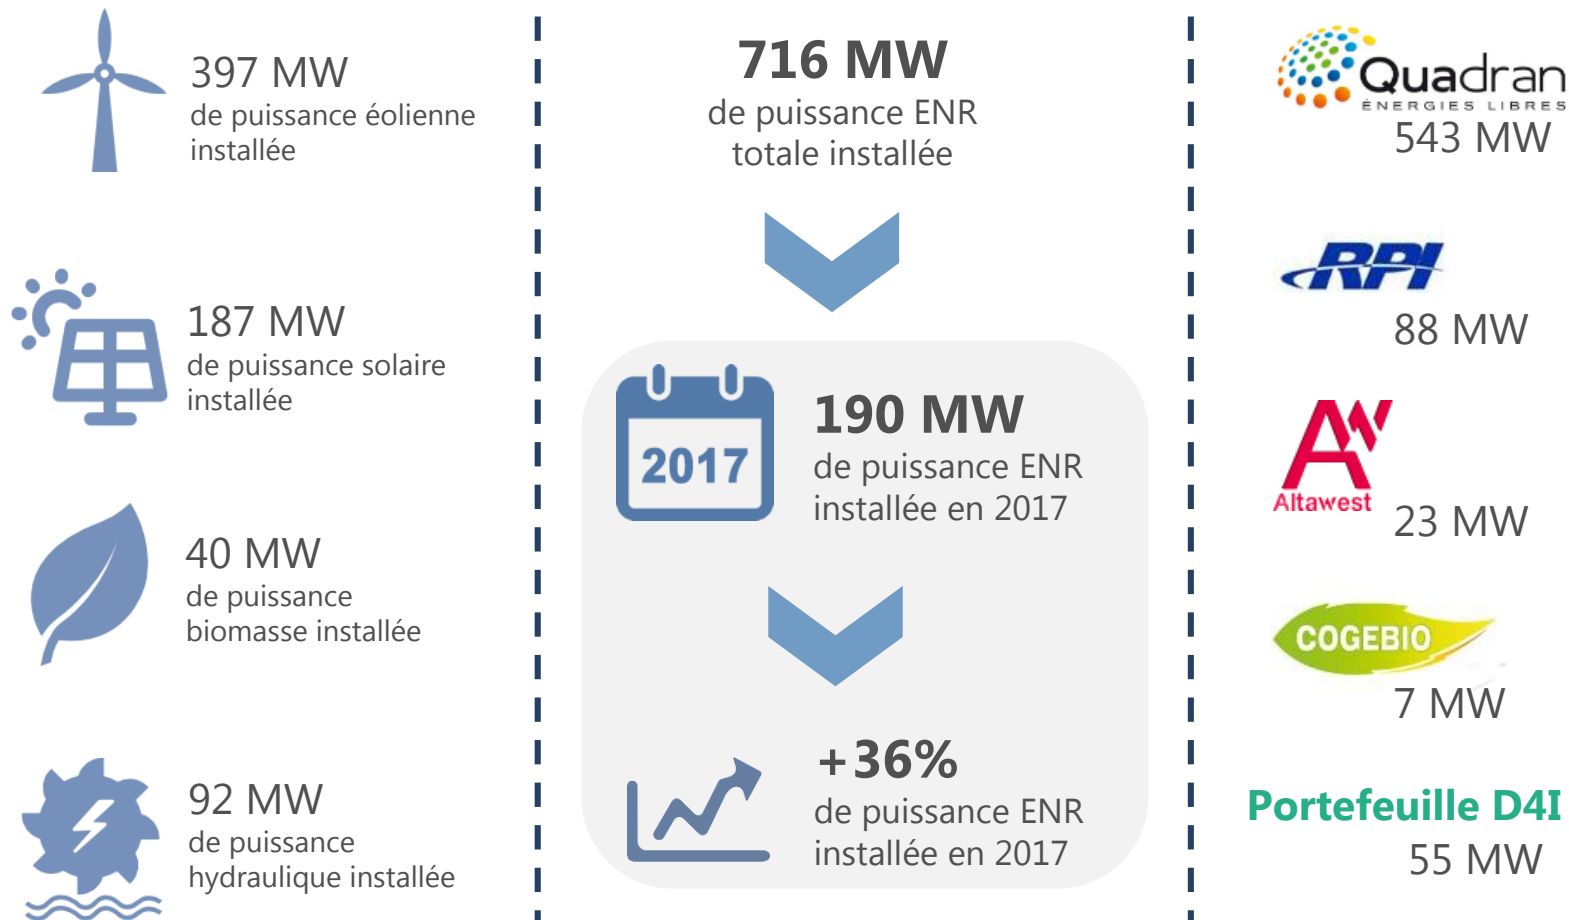 397 MW
de puissance éolienne
installée
187 MW
de puissance solaire
installée
40 MW
de puissance
biomasse installée
92 MW
de puissance
hydraulique installée
716 MW
de puissance ENR
totale installée
2017
190 MW
de puissance ENR
installée en 2017
+36%
de puissance ENR
installée en 2017
Quadran
ÉNERGIES LIBRES
543 MW
RPI
88 MW
AW
Altawest
23 MW
COGEBIO
7 MW
Portefeuille D4I
55 MW